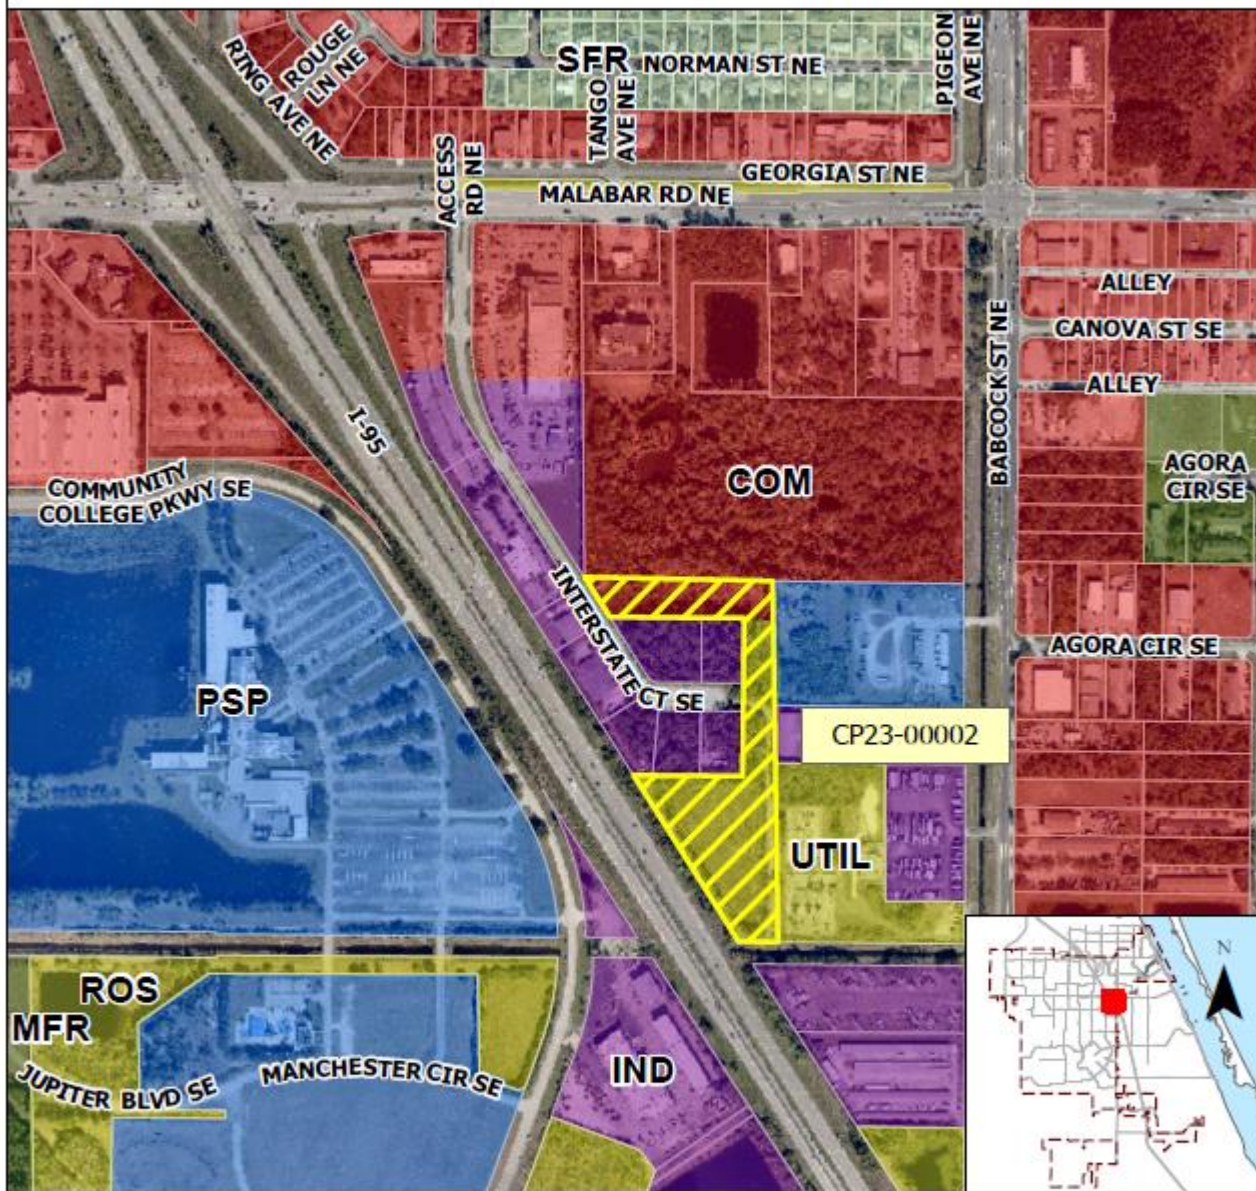 RING AVE NE
ROUGE
LN NE
SFR
NORMAN ST NE
PIGEON
AVE NE
TANGO
AVE NE
ACCESS
RD NE
GEORGIA ST NE
MALABAR RD NE
ALLEY
CANOVA ST SE
ALLEY
BABCOCK ST NE
I-95
COM
AGORA
CIR SE
COMMUNITY
COLLEGE PKWY SE
INTERSTATE CT SE
AGORA CIR SE
PSP
CP23-00002
UTIL
N
ROS
MFR
JUPITER BLVD SE
MANCHESTER CIR SE
IND